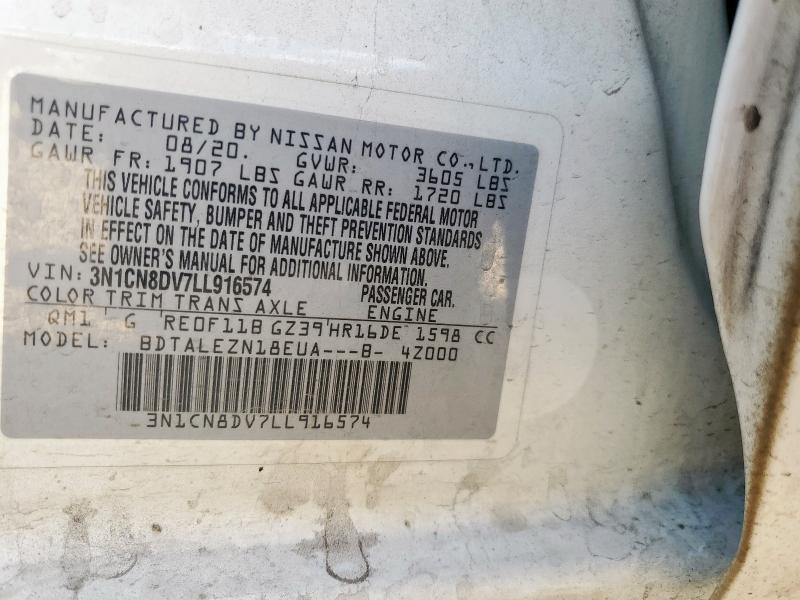 MANUFACTURED BY NISSAN MOTOR CO.,LTD.
DATE: 08/20. GVWR: 3605 LBS
GAWR FR: 1907 LBS GAWR RR: 1720 LBS
THIS VEHICLE CONFORMS TO ALL APPLICABLE FEDERAL MOTOR
VEHICLE SAFETY, BUMPER AND THEFT PREVENTION STANDARDS
IN EFFECT ON THE DATE OF MANUFACTURE SHOWN ABOVE.
SEE OWNER'S MANUAL FOR ADDITIONAL INFORMATION.
VIN: 3N1CN8DV7LL916574 PASSENGER CAR.
COLOR TRIM TRANS AXLE ENGINE
QM1 G RE0F11B GZ39 HR16DE 1598 CC
MODEL: BDTALEZN18EUA---B- 4Z000
3N1CN8DV7LL916574